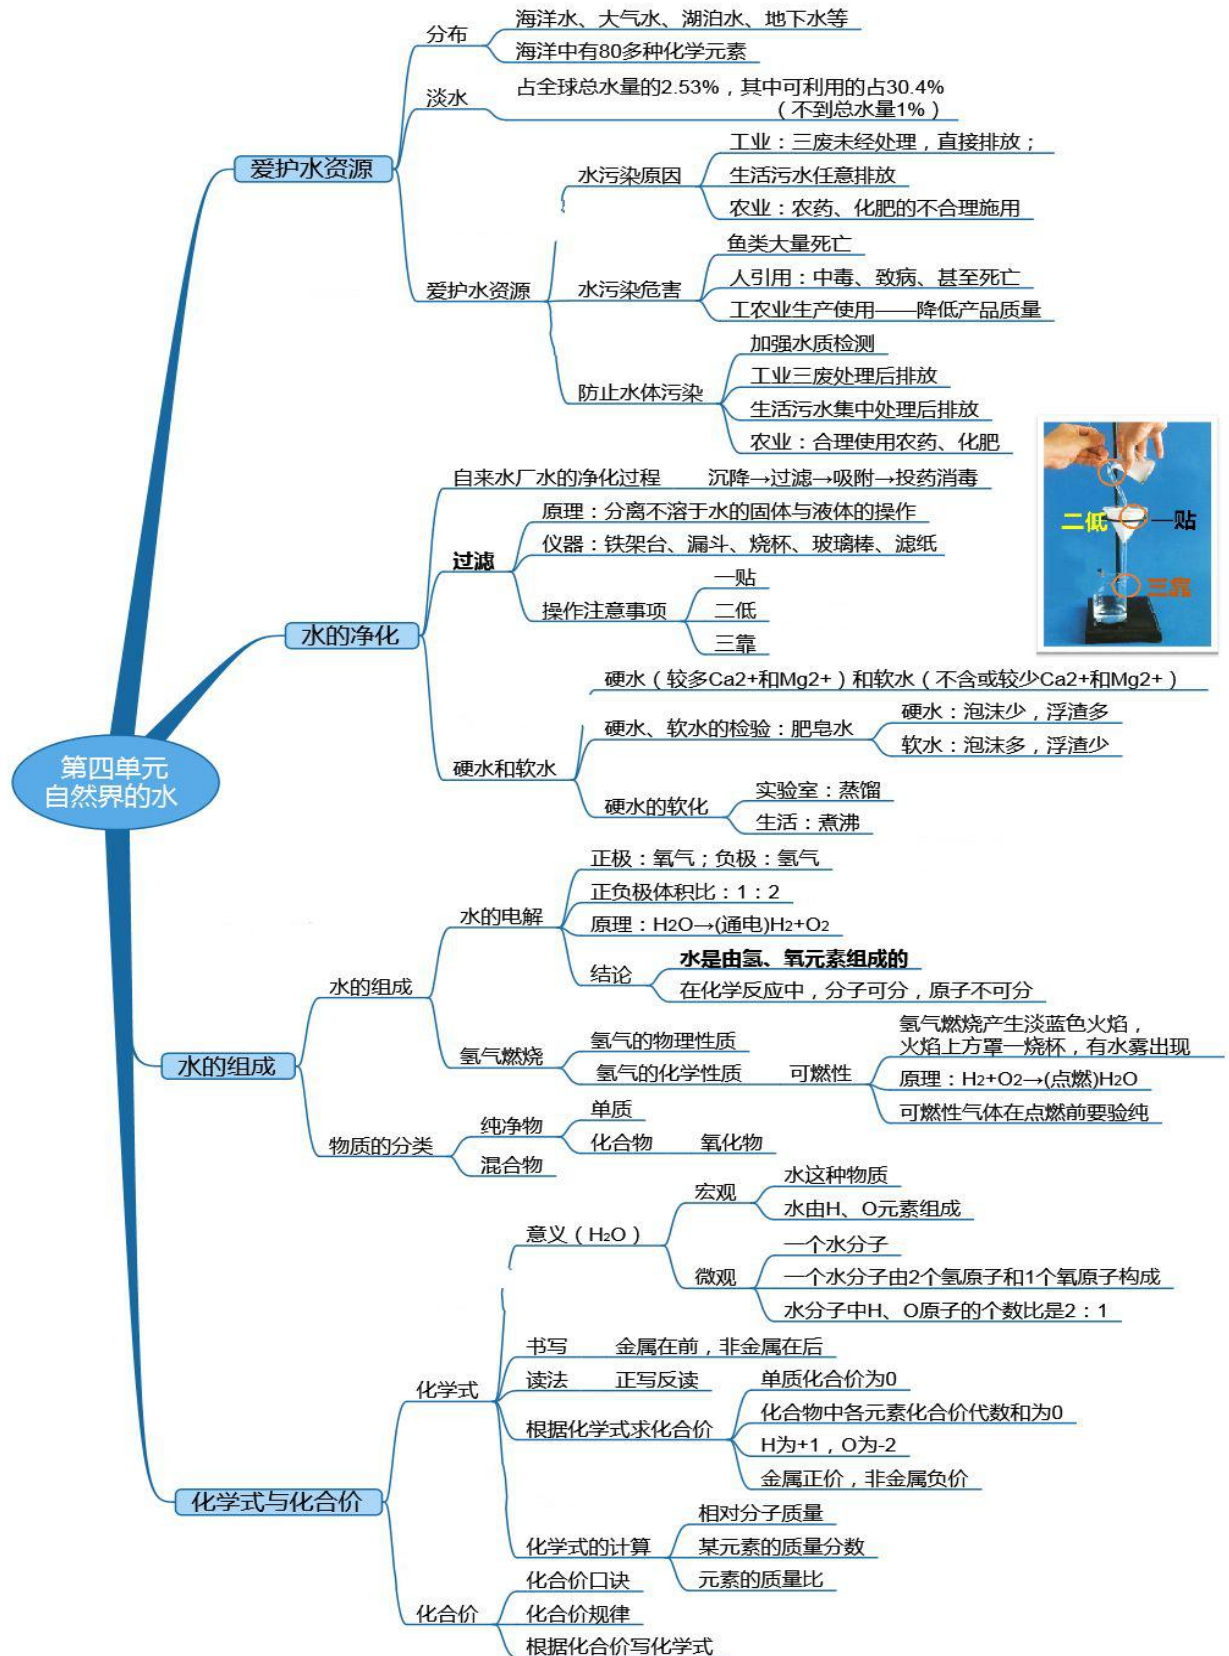 海洋水、大气水、湖泊水、地下水等
分布
海洋中有80多种化学元素
占全球总水量的2.53%，其中可利用的占30.4%
淡水
（不到总水量1%）
爱护水资源
工业：三废未经处理，直接排放；
水污染原因
生活污水任意排放
农业：农药、化肥的不合理施用
鱼类大量死亡
爱护水资源
水污染危害
人引用：中毒、致病、甚至死亡
工农业生产使用——降低产品质量
加强水质检测
工业三废处理后排放
防止水体污染
生活污水集中处理后排放
农业：合理使用农药、化肥
自来水厂水的净化过程
沉降→过滤→吸附→投药消毒
原理：分离不溶于水的固体与液体的操作
过滤
仪器：铁架台、漏斗、烧杯、玻璃棒、滤纸
一贴
操作注意事项
二低
三靠
二低
一贴
三靠
水的净化
硬水（较多Ca2+和Mg2+）和软水（不含或较少Ca2+和Mg2+）
硬水、软水的检验：肥皂水
硬水：泡沫少，浮渣多
软水：泡沫多，浮渣少
硬水和软水
硬水的软化
实验室：蒸馏
生活：煮沸
第四单元
自然界的水
正极：氧气；负极：氢气
正负极体积比：1：2
水的电解
原理：H2O→(通电)H2+O2
结论
水是由氢、氧元素组成的
在化学反应中，分子可分，原子不可分
水的组成
氢气燃烧
氢气的物理性质
氢气的化学性质
可燃性
氢气燃烧产生淡蓝色火焰，
火焰上方罩一烧杯，有水雾出现
原理：H2+O2→(点燃)H2O
可燃性气体在点燃前要验纯
水的组成
物质的分类
纯净物
单质
化合物
氧化物
混合物
意义（H2O）
宏观
水这种物质
水由H、O元素组成
微观
一个水分子
一个水分子由2个氢原子和1个氧原子构成
水分子中H、O原子的个数比是2：1
书写
金属在前，非金属在后
化学式
读法
正写反读
根据化学式求化合价
单质化合价为0
化合物中各元素化合价代数和为0
H为+1，O为-2
金属正价，非金属负价
化学式与化合价
化学式的计算
相对分子质量
某元素的质量分数
元素的质量比
化合价
化合价口诀
化合价规律
根据化合价写化学式